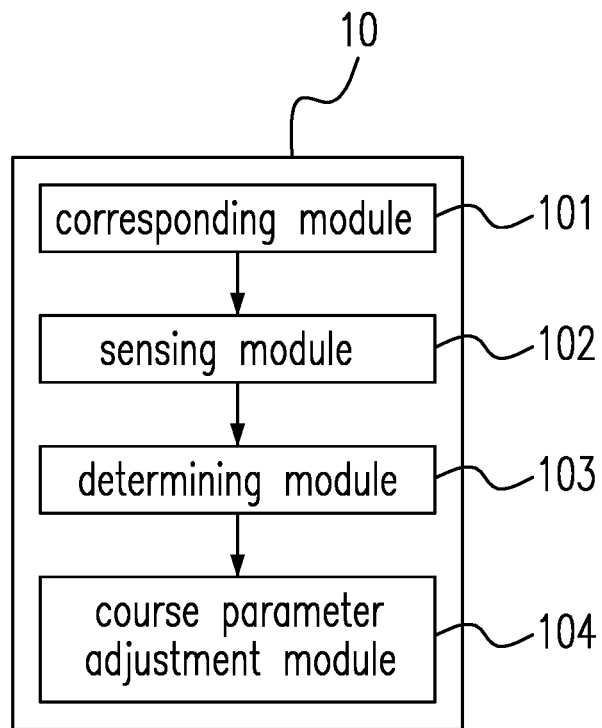 10
corresponding module
101
sensing module
102
determining module
103
course parameter
adjustment module
104